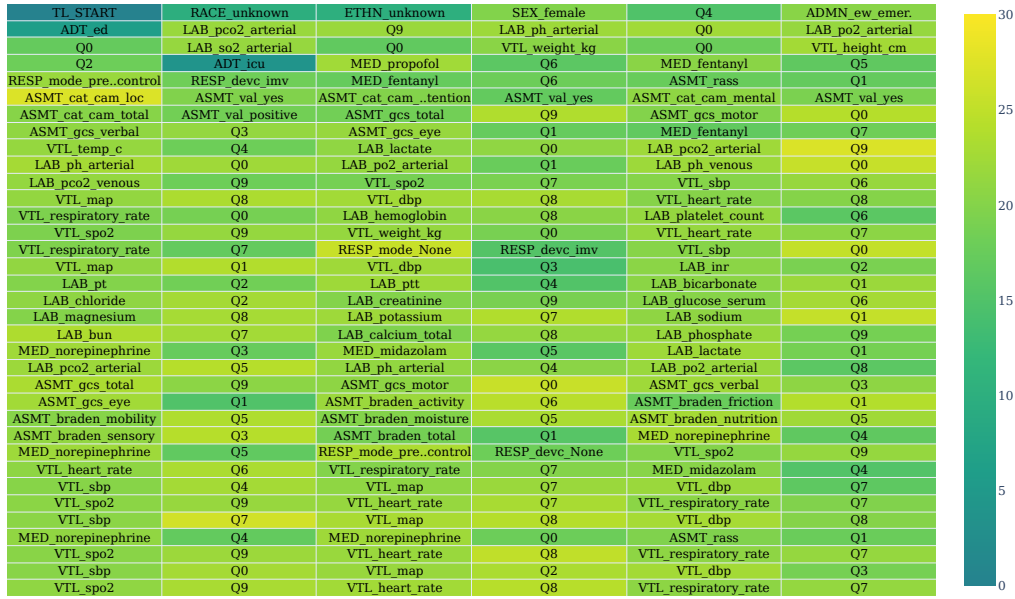 TL_START RACE_unknown ETHN_unknown SEX_female Q4 ADMN_ew_emer.
ADT_ed LAB_pco2_arterial Q9 LAB_ph_arterial Q0 LAB_po2_arterial
Q0 LAB_so2_arterial Q0 VTL_weight_kg Q0 VTL_height_cm
Q2 ADT_icu MED_propofol Q6 MED_fentanyl Q5
RESP_mode_pre..control RESP_devc_imv MED_fentanyl Q6 ASMT_rass Q1
ASMT_cat_cam_loc ASMT_val_yes ASMT_cat_cam_..tention ASMT_val_yes ASMT_cat_cam_mental ASMT_val_yes
ASMT_cat_cam_total ASMT_val_positive ASMT_gcs_total Q9 ASMT_gcs_motor Q0
ASMT_gcs_verbal Q3 ASMT_gcs_eye Q1 MED_fentanyl Q7
VTL_temp_c Q4 LAB_lactate Q0 LAB_pco2_arterial Q9
LAB_ph_arterial Q0 LAB_po2_arterial Q1 LAB_ph_venous Q0
LAB_pco2_venous Q9 VTL_spo2 Q7 VTL_sbp Q6
VTL_map Q8 VTL_dbp Q8 VTL_heart_rate Q8
VTL_respiratory_rate Q0 LAB_hemoglobin Q8 LAB_platelet_count Q6
VTL_spo2 Q9 VTL_weight_kg Q0 VTL_heart_rate Q7
VTL_respiratory_rate Q7 RESP_mode_None RESP_devc_imv VTL_sbp Q0
VTL_map Q1 VTL_dbp Q3 LAB_inr Q2
LAB_pt Q2 LAB_ptt Q4 LAB_bicarbonate Q1
LAB_chloride Q2 LAB_creatinine Q9 LAB_glucose_serum Q6
LAB_magnesium Q8 LAB_potassium Q7 LAB_sodium Q1
LAB_bun Q7 LAB_calcium_total Q8 LAB_phosphate Q9
MED_norepinephrine Q3 MED_midazolam Q5 LAB_lactate Q1
LAB_pco2_arterial Q5 LAB_ph_arterial Q4 LAB_po2_arterial Q8
ASMT_gcs_total Q9 ASMT_gcs_motor Q0 ASMT_gcs_verbal Q3
ASMT_gcs_eye Q1 ASMT_braden_activity Q6 ASMT_braden_friction Q1
ASMT_braden_mobility Q5 ASMT_braden_moisture Q5 ASMT_braden_nutrition Q5
ASMT_braden_sensory Q3 ASMT_braden_total Q1 MED_norepinephrine Q4
MED_norepinephrine Q5 RESP_mode_pre..control RESP_devc_None VTL_spo2 Q9
VTL_heart_rate Q6 VTL_respiratory_rate Q7 MED_midazolam Q4
VTL_sbp Q4 VTL_map Q7 VTL_dbp Q7
VTL_spo2 Q9 VTL_heart_rate Q7 VTL_respiratory_rate Q7
VTL_sbp Q7 VTL_map Q8 VTL_dbp Q8
MED_norepinephrine Q4 MED_norepinephrine Q0 ASMT_rass Q1
VTL_spo2 Q9 VTL_heart_rate Q8 VTL_respiratory_rate Q7
VTL_sbp Q0 VTL_map Q2 VTL_dbp Q3
VTL_spo2 Q9 VTL_heart_rate Q8 VTL_respiratory_rate Q7
30
25
20
15
10
5
0